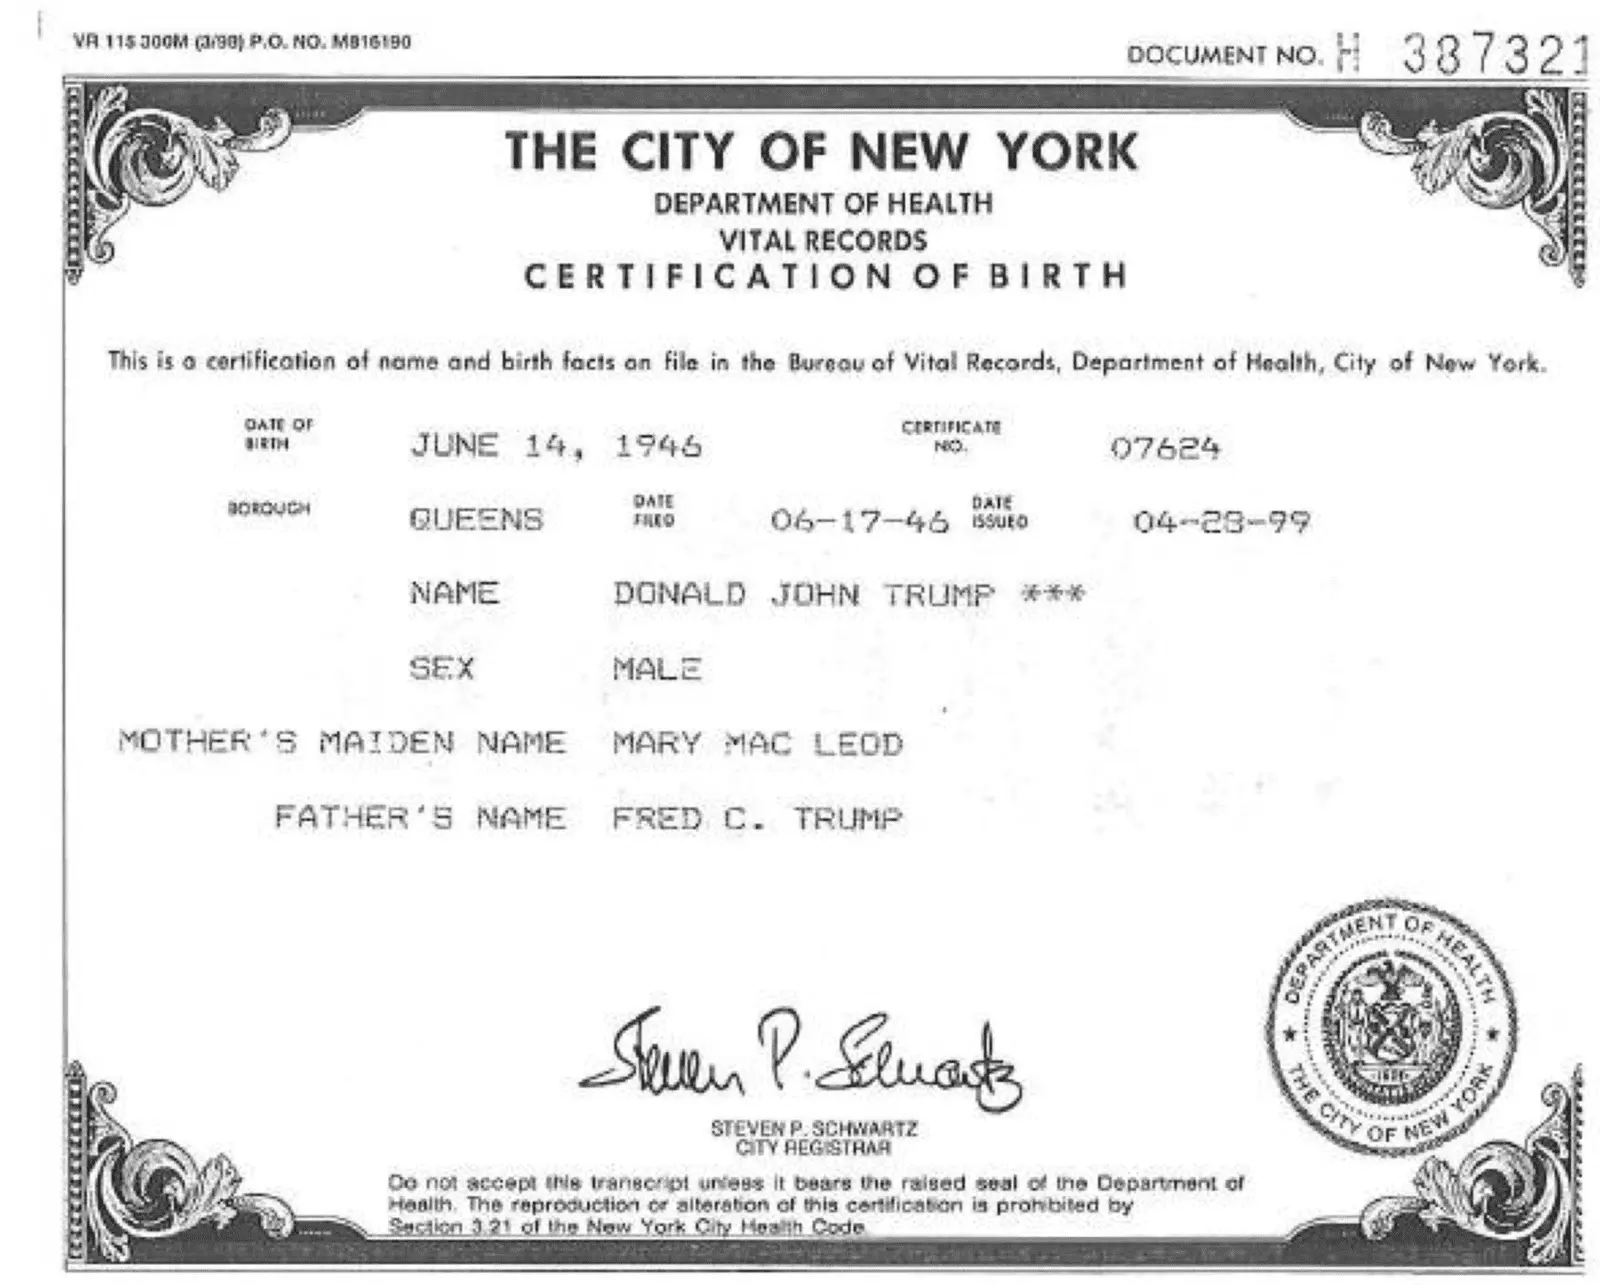 VR 115 300M (3/98) P.O. NO. M816190
DOCUMENT NO. H 387321
THE CITY OF NEW YORK
DEPARTMENT OF HEALTH
VITAL RECORDS
CERTIFICATION OF BIRTH
This is a certification of name and birth facts on file in the Bureau of Vital Records, Department of Health, City of New York.
DATE OF BIRTH JUNE 14, 1946 CERTIFICATE NO. 07624
BOROUGH QUEENS DATE FILED 06-17-46 DATE ISSUED 04-28-99
NAME DONALD JOHN TRUMP ***
SEX MALE
MOTHER'S MAIDEN NAME MARY MAC LEOD
FATHER'S NAME FRED C. TRUMP
DEPARTMENT OF HEALTH
THE CITY OF NEW YORK
Steven P. Schwartz
STEVEN P. SCHWARTZ
CITY REGISTRAR
Do not accept this transcript unless it bears the raised seal of the Department of
Health. The reproduction or alteration of this certification is prohibited by
Section 3.21 of the New York City Health Code.